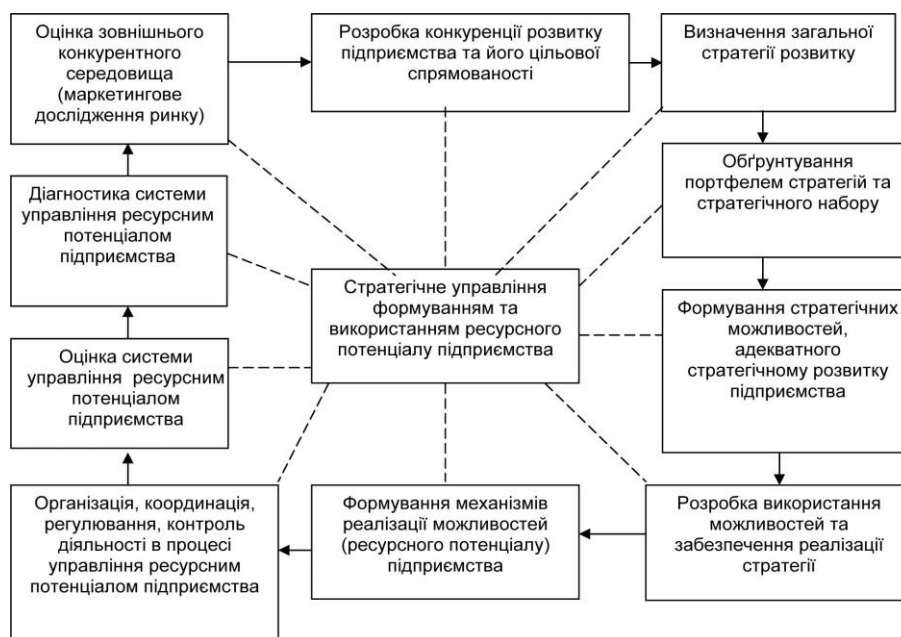 Оцінка зовнішнього
конкурентного
середовища
(маркетингове
дослідження ринку)
Розробка конкуренції розвитку
підприємства та його цільової
спрямованості
Визначення загальної
стратегії розвитку
Обґрунтування
портфелем стратегій та
стратегічного набору
Діагностика системи
управління ресурсним
потенціалом
підприємства
Стратегічне управління
формуванням та
використанням ресурсного
потенціалу підприємства
Формування стратегічних
можливостей,
адекватного
стратегічному розвитку
підприємства
Оцінка системи
управління ресурсним
потенціалом
підприємства
Організація, координація,
регулювання, контроль
діяльності в процесі
управління ресурсним
потенціалом підприємства
Формування механізмів
реалізації можливостей
(ресурсного потенціалу)
підприємства
Розробка використання
можливостей та
забезпечення реалізації
стратегії